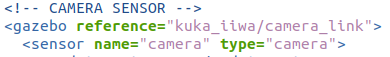 <!-- CAMERA SENSOR -->
<gazebo reference="kuka_iiwa/camera_link">
<sensor name="camera" type="camera">